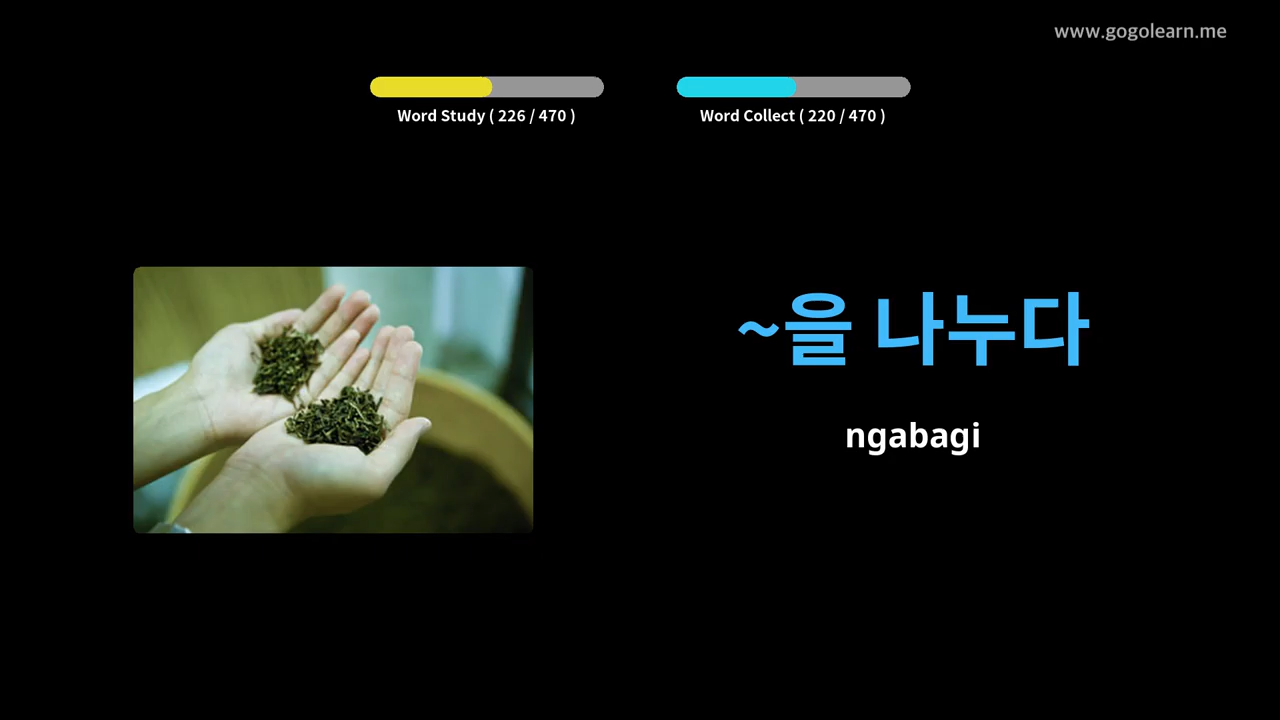 www.gogolearn.me
Word Study ( 226 / 470 )
Word Collect ( 220 / 470 )
~을 나누다
ngabagi